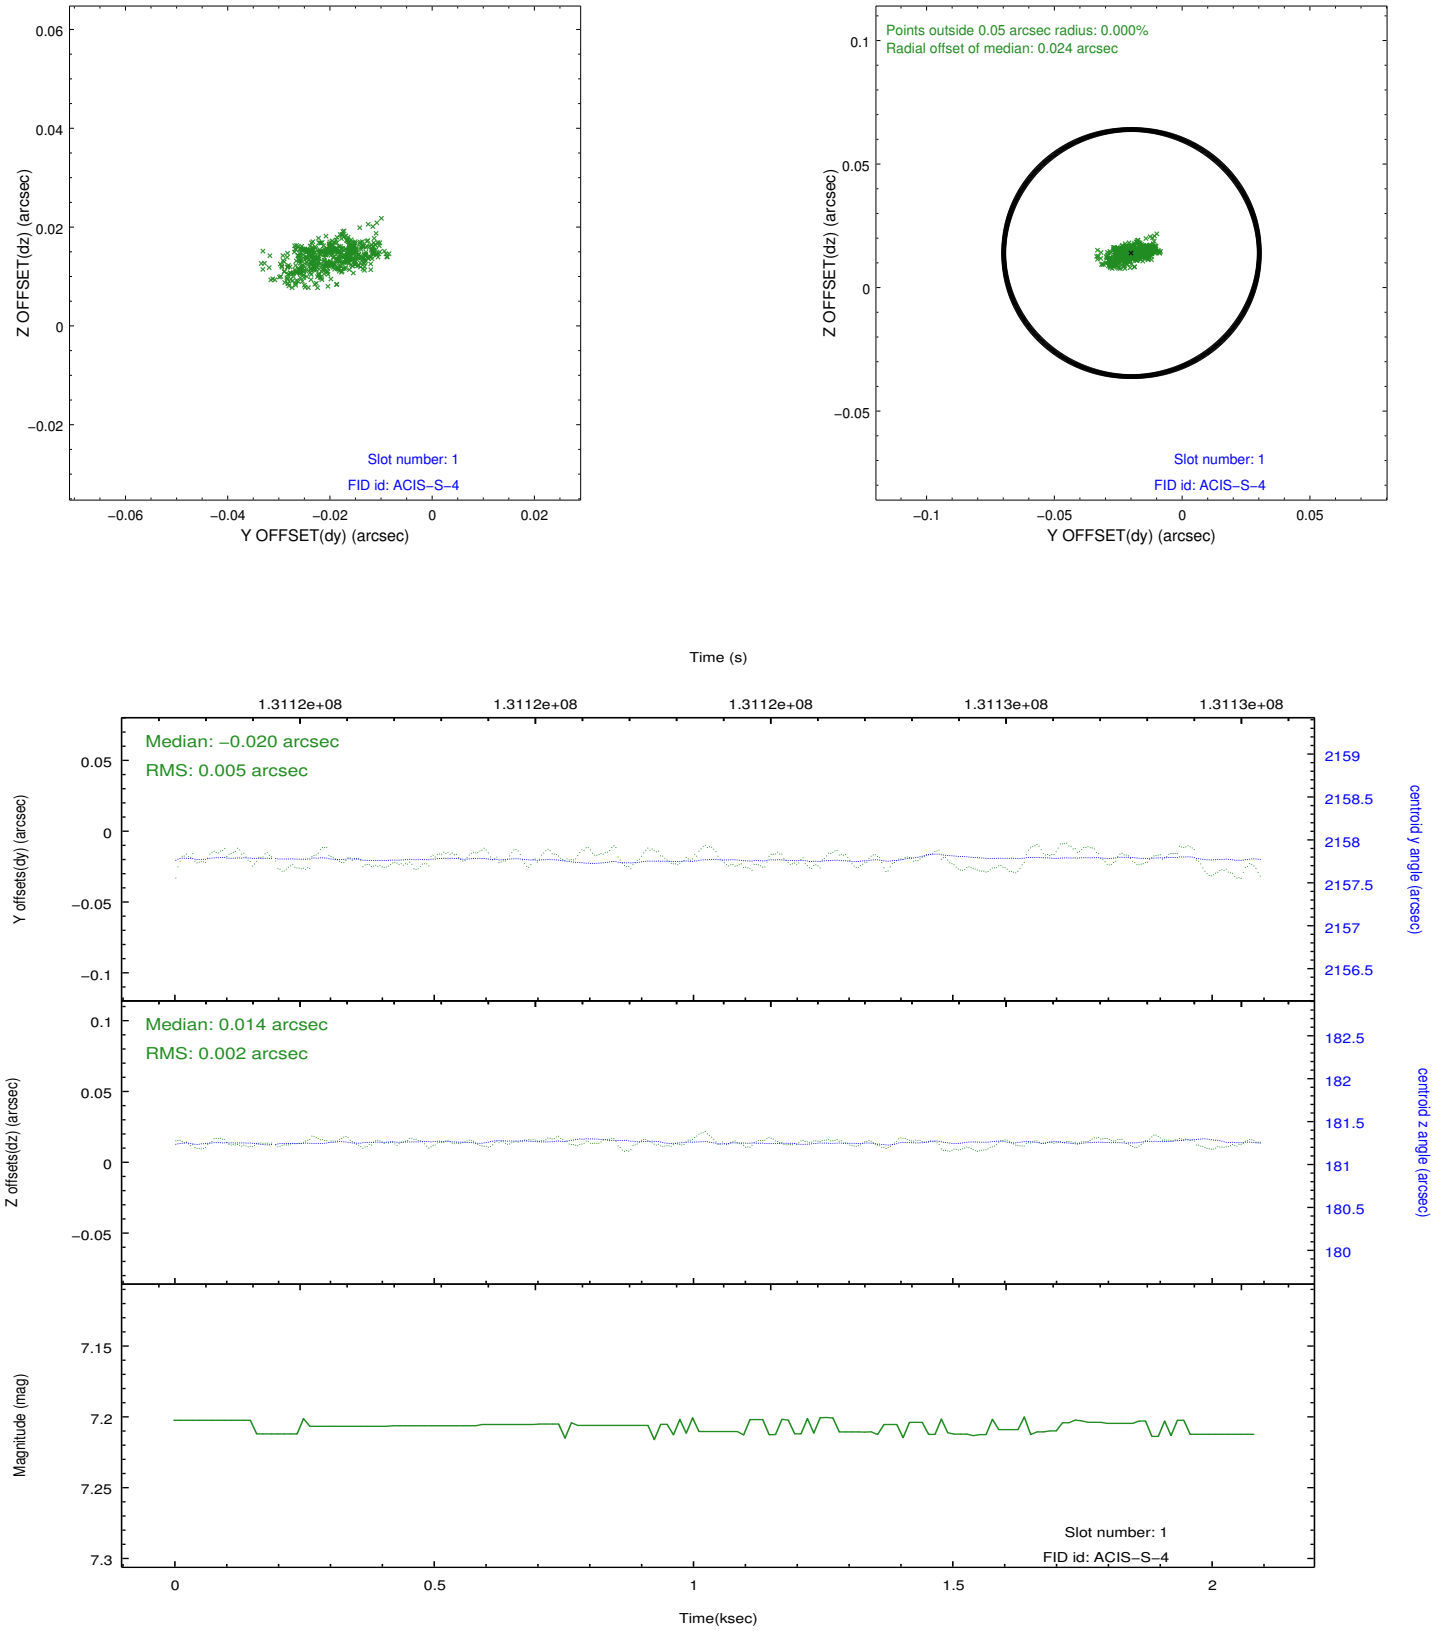 0.06
0.04
0.02
0
−0.02
Z OFFSET(dz) (arcsec)
Slot number: 1
FID id: ACIS−S−4
−0.06
−0.04
−0.02
0
0.02
Y OFFSET(dy) (arcsec)
Points outside 0.05 arcsec radius: 0.000%
Radial offset of median: 0.024 arcsec
0.1
0.05
0
−0.05
Z OFFSET(dz) (arcsec)
Slot number: 1
FID id: ACIS−S−4
−0.1
−0.05
0
0.05
Y OFFSET(dy) (arcsec)
Time (s)
1.3112e+08
1.3112e+08
1.3112e+08
1.3113e+08
1.3113e+08
Median: −0.020 arcsec
RMS: 0.005 arcsec
0.05
0
−0.05
−0.1
Y offsets(dy) (arcsec)
2159
2158.5
2158
2157.5
2157
2156.5
centroid y angle (arcsec)
Median: 0.014 arcsec
RMS: 0.002 arcsec
0.1
0.05
0
−0.05
Z offsets(dz) (arcsec)
182.5
182
181.5
181
180.5
180
centroid z angle (arcsec)
7.15
7.2
7.25
7.3
Magnitude (mag)
Slot number: 1
FID id: ACIS−S−4
0
0.5
1
1.5
2
Time(ksec)